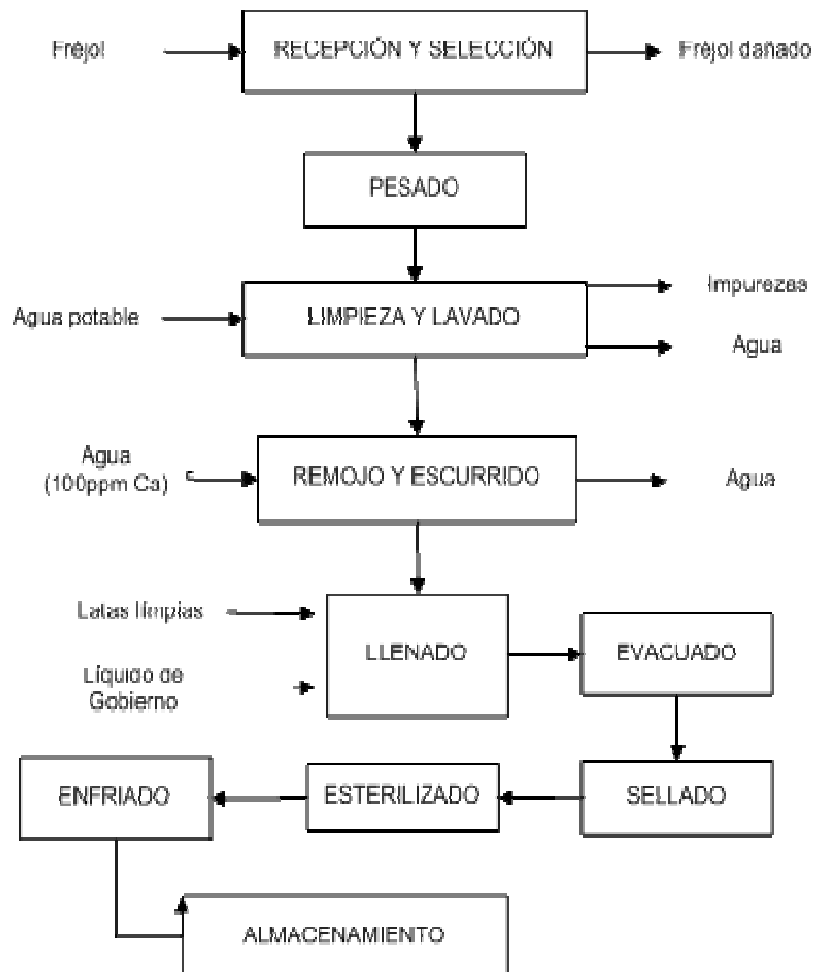 Fréjol
RECEPCIÓN Y SELECCIÓN
Fréjol dañado
PESADO
Agua potable
LIMPIEZA Y LAVADO
Impurezas
Agua
Agua
(100ppm Ca)
REMOJO Y ESCURRIDO
Agua
Latas limpias
Líquido de
Gobierno
LLENADO
EVACUADO
ENFRIADO
ESTERILIZADO
SELLADO
ALMACENAMIENTO